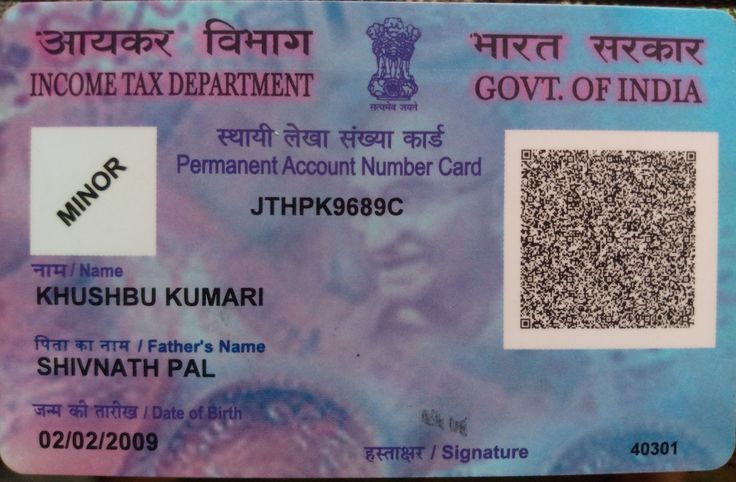 आयकर विभाग
INCOME TAX DEPARTMENT
सत्यमेव जयते
भारत सरकार
GOVT. OF INDIA
स्थायी लेखा संख्या कार्ड
Permanent Account Number Card
JTHPK9689C
MINOR
नाम / Name
KHUSHBU KUMARI
पिता का नाम / Father's Name
SHIVNATH PAL
जन्म की तारीख / Date of Birth
02/02/2009
हस्ताक्षर / Signature
40301